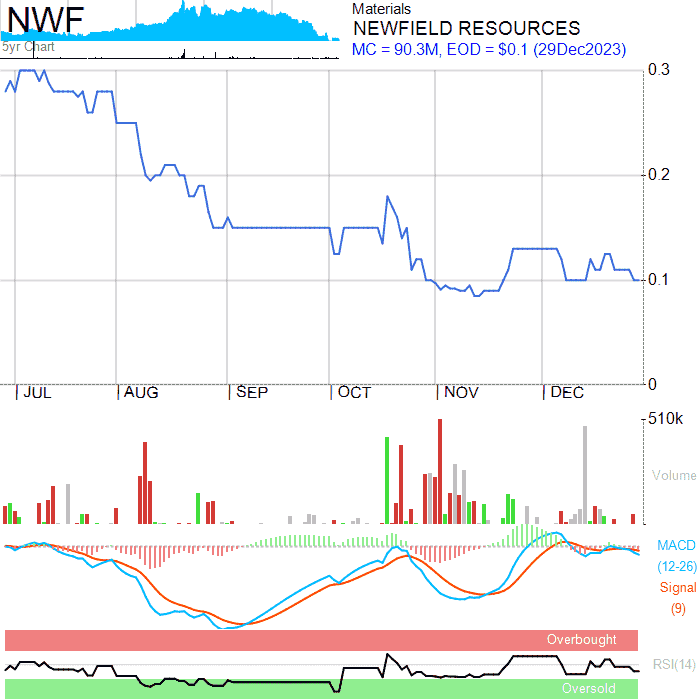 NWF
5yr Chart
Materials
NEWFIELD RESOURCES
MC = 90.3M, EOD = $0.1 (29Dec2023)
0.3
0.2
0.1
0
JUL
AUG
SEP
OCT
NOV
DEC
510k
Volume
MACD
(12-26)
Signal
(9)
Overbought
RSI(14)
Oversold